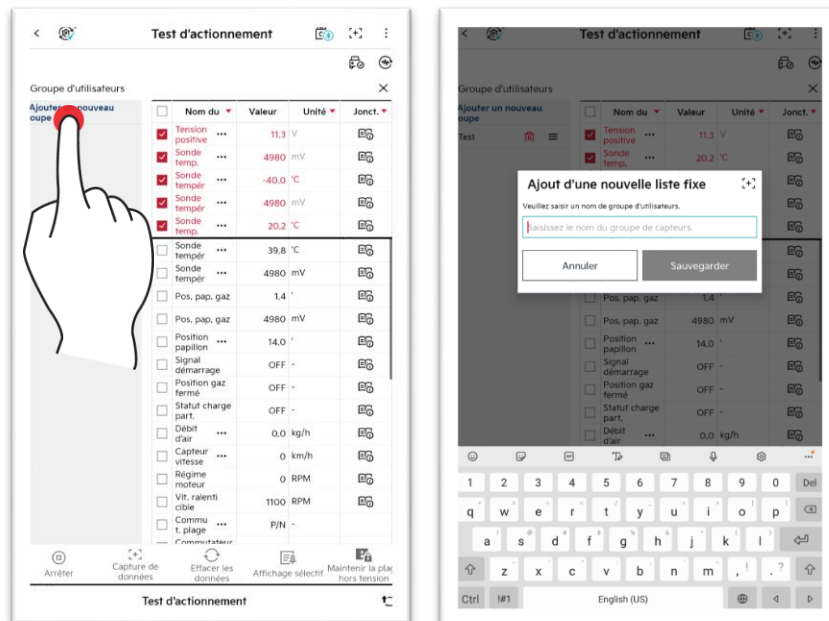 Test d'actionnement
Groupe d'utilisateurs
Ajouter un nouveau
oupe
Nom du Valeur Unité Jonct.
Tension positive ... 11,3 V
Sonde temp. ... 4980 mV
Sonde tempér ... -40,0 °C
Sonde tempér ... 4980 mV
Sonde temp. ... 20,2 °C
Sonde tempér ... 39,8 °C
Sonde tempér ... 4980 mV
Pos. pap. gaz 1,4 °
Pos. pap. gaz 4980 mV
Position papillon ... 14,0 °
Signal démarrage OFF -
Position gaz fermé OFF -
Statut charge part. OFF -
Débit d'air ... 0,0 kg/h
Capteur vitesse ... 0 km/h
Régime moteur 0 RPM
Vit. ralenti cible 1100 RPM
Commu t. plage ... P/N -
Commutateur
Arrêter
Capture de données
Effacer les données
Affichage sélectif
Maintenir la plag
hors tension
Test d'actionnement
Test d'actionnement
Groupe d'utilisateurs
Ajouter un nouveau
oupe
Test
Nom du Valeur Unité Jonct.
Tension positive ... 11,3 V
Sonde temp. ... 20,2 °C
Ajout d'une nouvelle liste fixe
Veuillez saisir un nom de groupe d'utilisateurs.
Saisissez le nom du groupe de capteurs.
Annuler Sauvegarder
Pos. pap. gaz 1,4 °
Pos. pap. gaz 4980 mV
Position papillon ... 14,0 °
Signal démarrage OFF -
Position gaz fermé OFF -
Statut charge part. OFF -
Débit d'air ... 0,0 kg/h
1 2 3 4 5 6 7 8 9 0 Del
q w e r t y u i o p
a s d f g h j k l
z x c v b n m , ! . ?
Ctrl !#1 English (US)